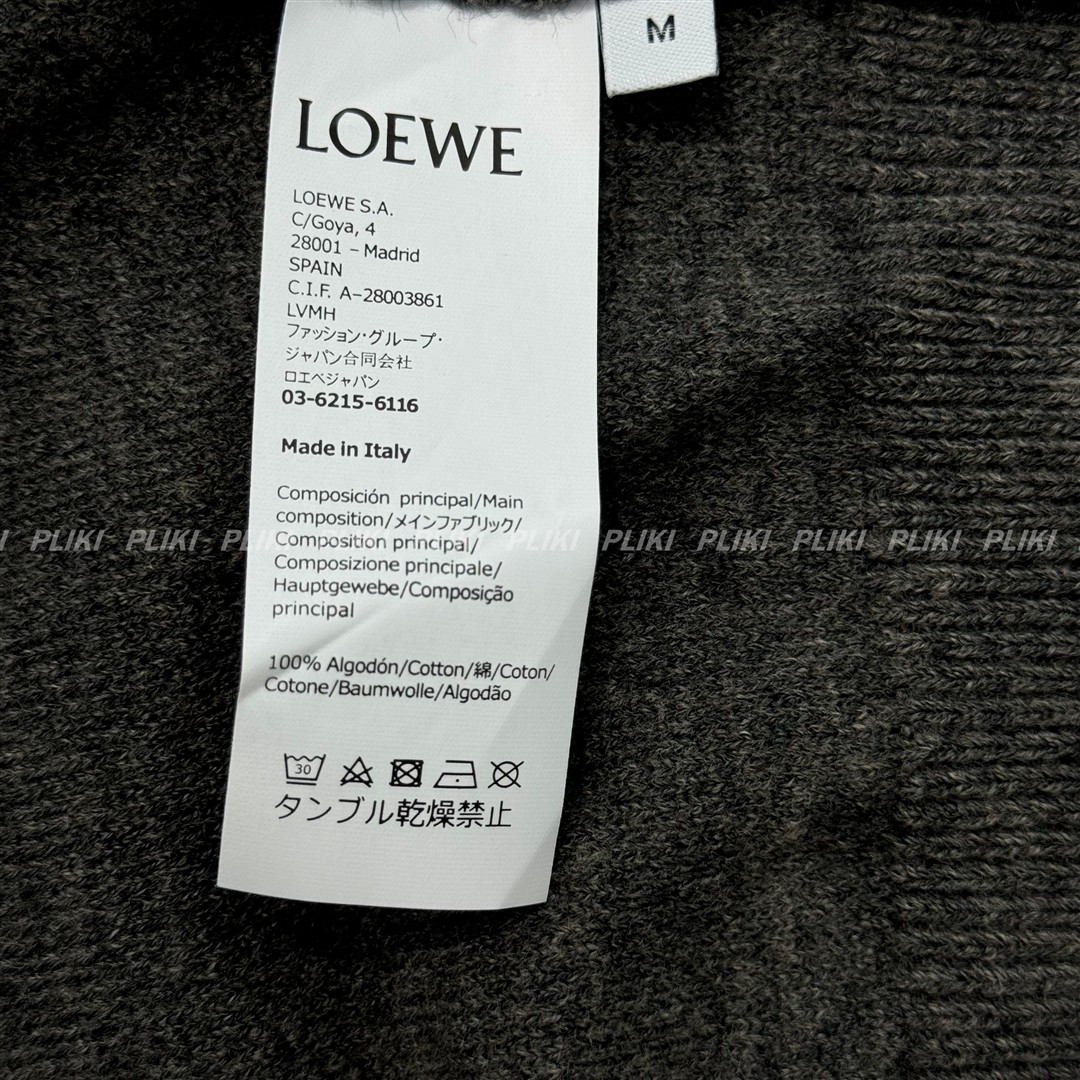 M
LOEWE
LOEWE S.A.
C/Goya, 4
28001 – Madrid
SPAIN
C.I.F. A–28003861
LVMH
ファッション・グループ・
ジャパン合同会社
ロエベジャパン
03-6215-6116
Made in Italy
Composición principal/Main
composition/メインファブリック/
Composition principal/
Composizione principale/
Hauptgewebe/Composição
principal
PLIKI PLIKI PLIKI PLIKI PLIKI PLIKI PLIKI PLIKI PLIKI PLIKI
100% Algodón/Cotton/綿/Coton/
Cotone/Baumwolle/Algodão
30
タンブル乾燥禁止